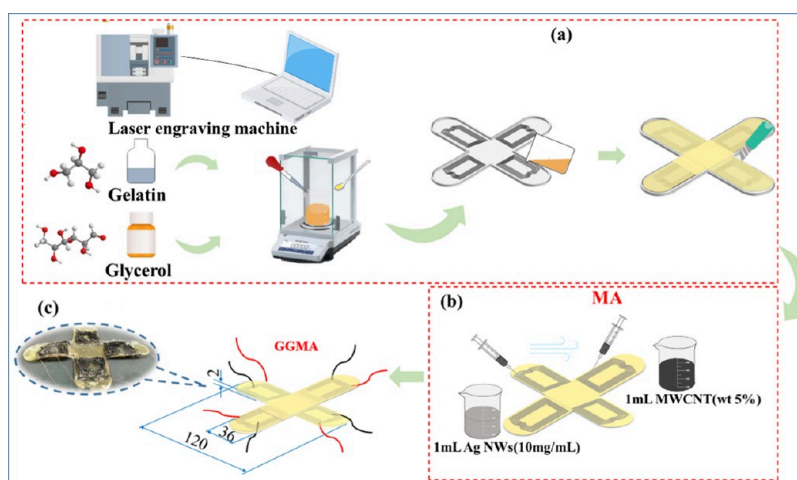 (a)
Laser engraving machine
Gelatin
Glycerol
(b)
MA
1mL MWCNT(wt 5%)
1mL Ag NWs(10mg/mL)
(c)
GGMA
2
36
120